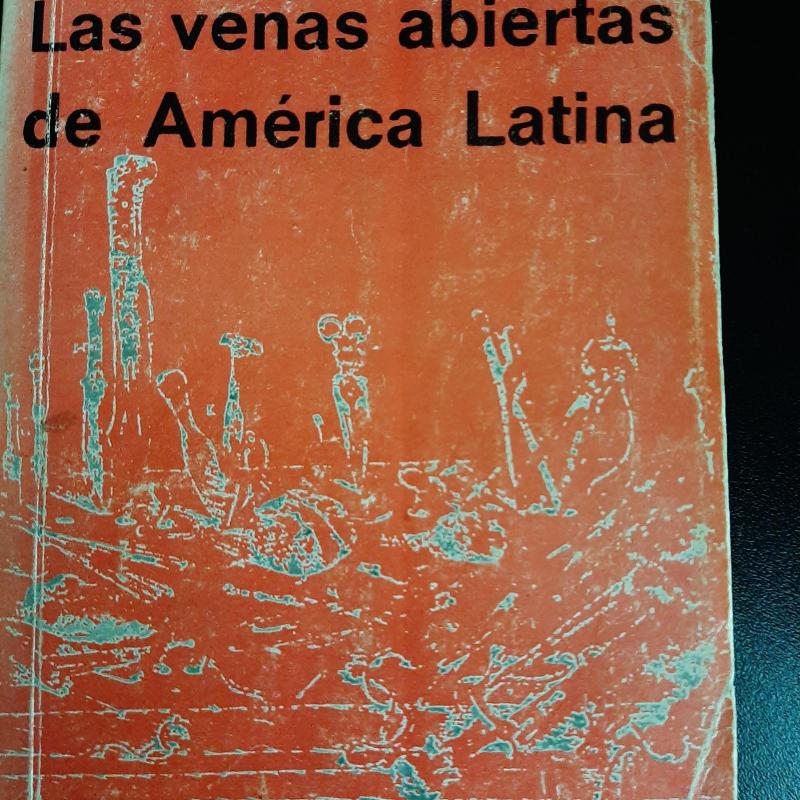 Las venas abiertas
de América Latina